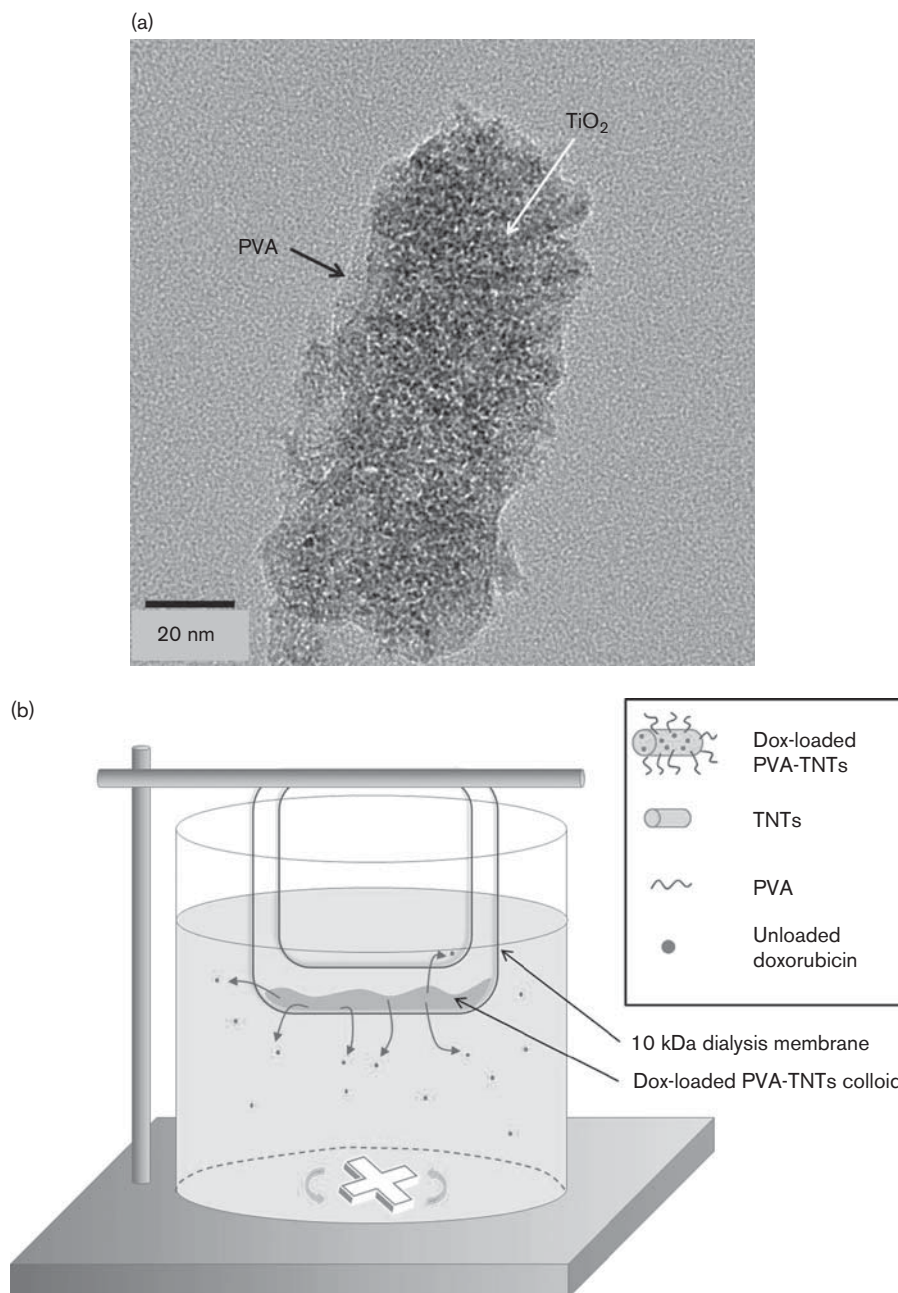 (a)
TiO₂
PVA
20 nm
(b)
Dox-loaded
PVA-TNTs
TNTs
PVA
Unloaded
doxorubicin
10 kDa dialysis membrane
Dox-loaded PVA-TNTs colloid